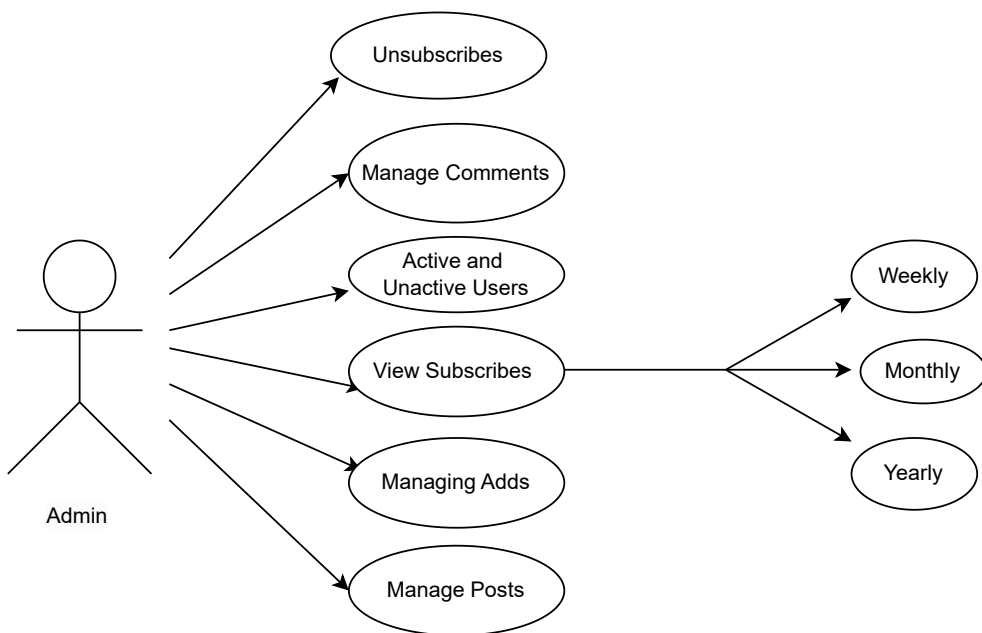 Unsubscribes
Manage Comments
Active and
Unactive Users
View Subscribes
Managing Adds
Manage Posts
Admin
Weekly
Monthly
Yearly